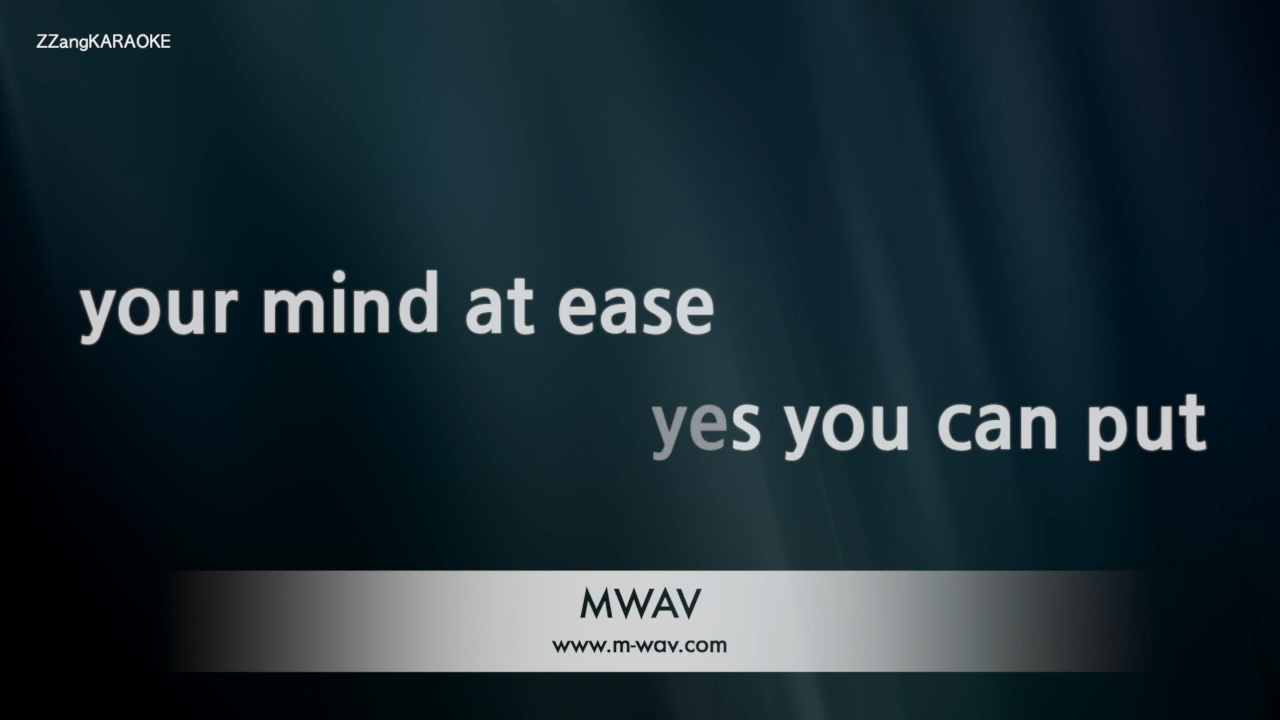 ZZangKARAOKE
your mind at ease
yes you can put
MWAV
www.m-wav.com